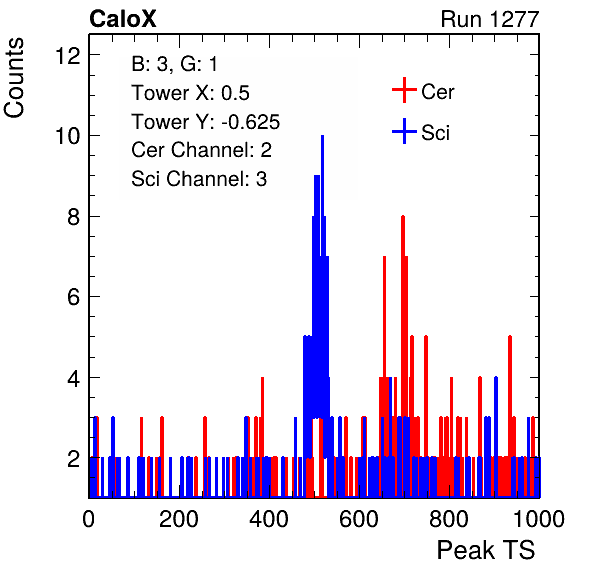 CaloX Run 1277
Counts
B: 3, G: 1
Tower X: 0.5
Tower Y: -0.625
Cer Channel: 2
Sci Channel: 3
Cer
Sci
12
10
8
6
4
2
0 200 400 600 800 1000
Peak TS